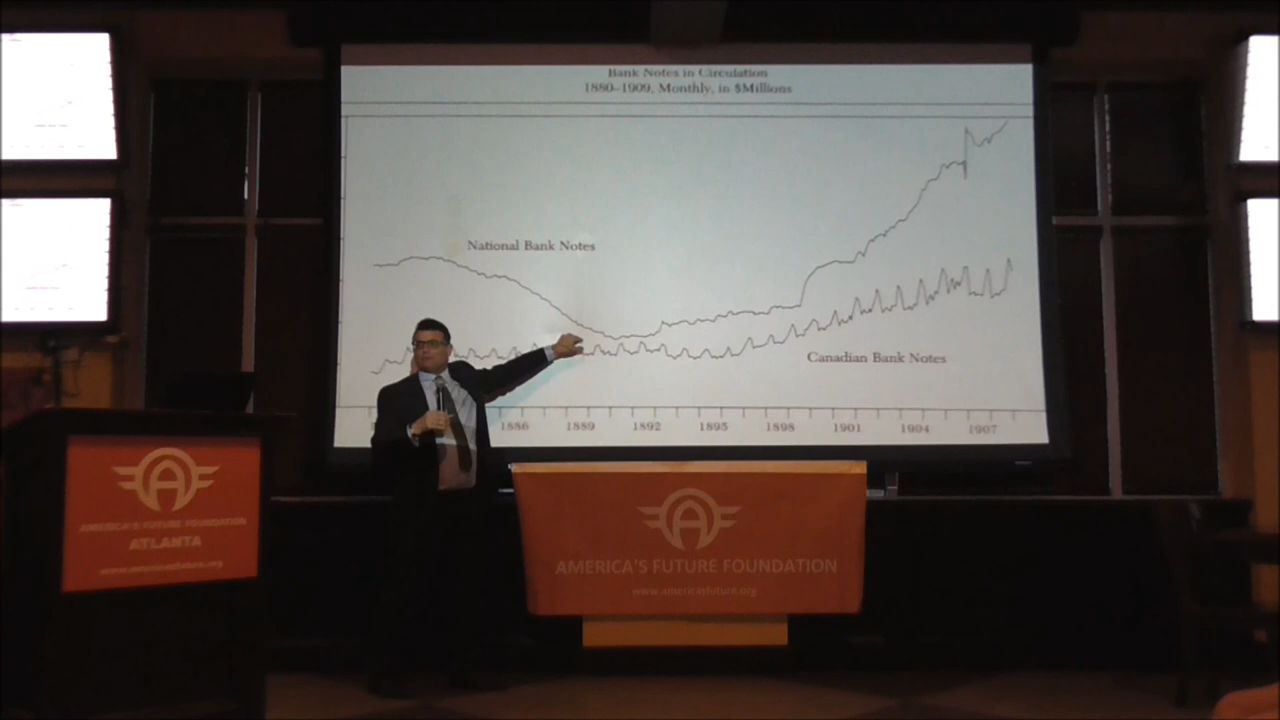 Bank Notes in Circulation
1880–1909, Monthly, in $Millions
National Bank Notes
Canadian Bank Notes
1886 1889 1892 1895 1898 1901 1904 1907
A
AMERICA'S FUTURE FOUNDATION
ATLANTA
www.americasfuture.org
A
AMERICA'S FUTURE FOUNDATION
www.americasfuture.org